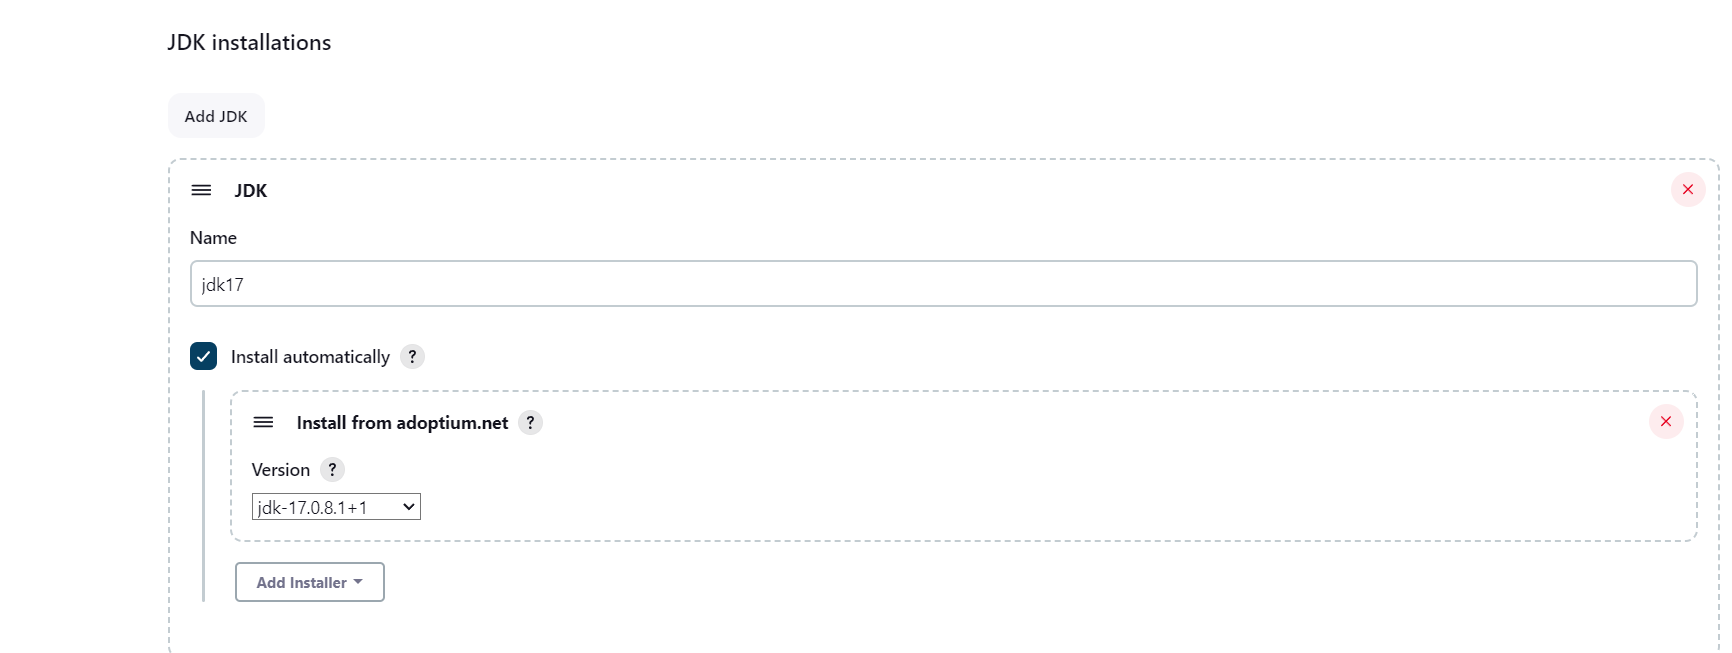 JDK installations
Add JDK
JDK
Name
jdk17
Install automatically ?
Install from adoptium.net ?
Version ?
jdk-17.0.8.1+1
Add Installer